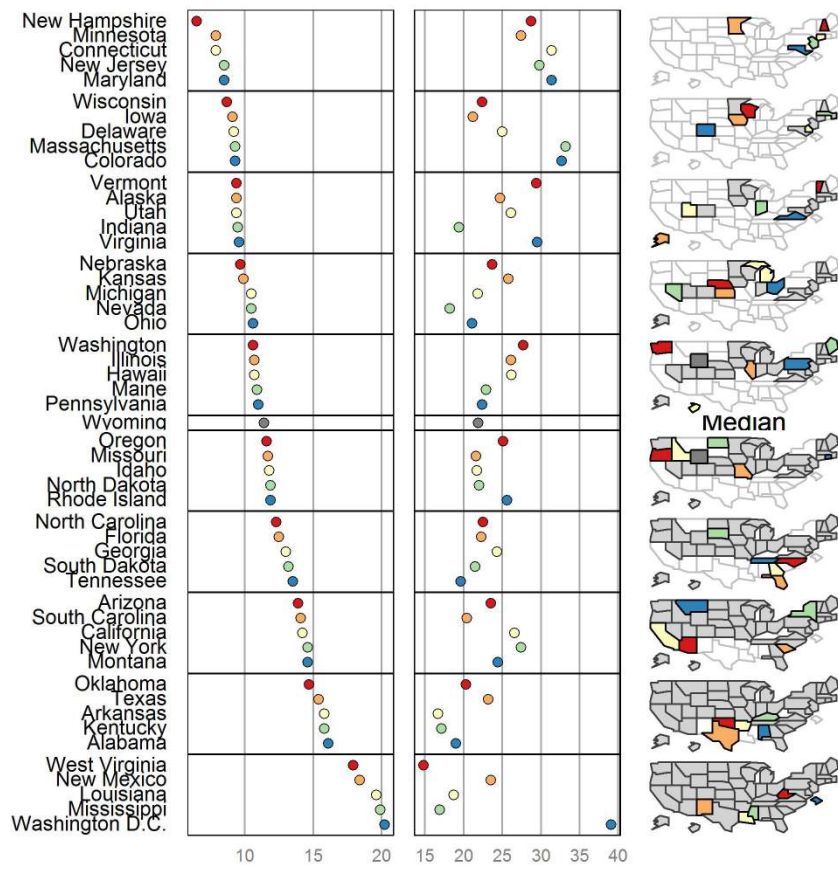 New Hampshire
Minnesota
Connecticut
New Jersey
Maryland
Wisconsin
Iowa
Delaware
Massachusetts
Colorado
Vermont
Alaska
Utah
Indiana
Virginia
Nebraska
Kansas
Michigan
Nevada
Ohio
Washington
Illinois
Hawaii
Maine
Pennsylvania
Wyoming
Median
Oregon
Missouri
Idaho
North Dakota
Rhode Island
North Carolina
Florida
Georgia
South Dakota
Tennessee
Arizona
South Carolina
California
New York
Montana
Oklahoma
Texas
Arkansas
Kentucky
Alabama
West Virginia
New Mexico
Louisiana
Mississippi
Washington D.C.
10 15 20 15 20 25 30 35 40